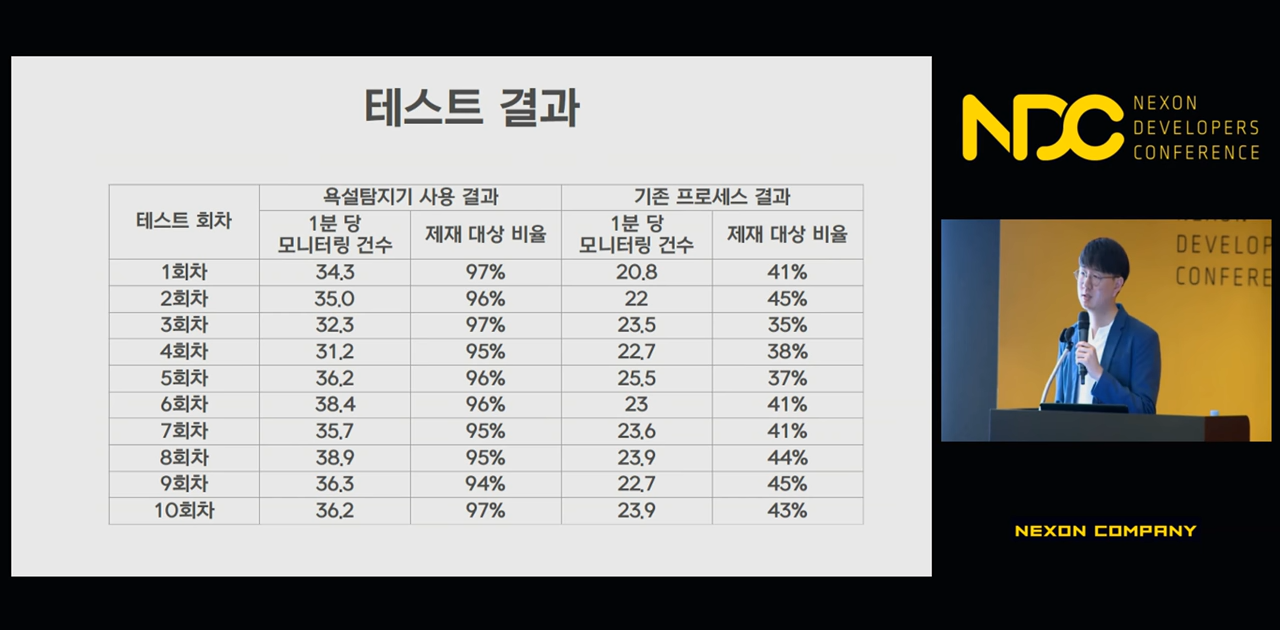 테스트 결과
테스트 회차 욕설탐지기 사용 결과 기존 프로세스 결과
1분 당 모니터링 건수 제재 대상 비율 1분 당 모니터링 건수 제재 대상 비율
1회차 34.3 97% 20.8 41%
2회차 35.0 96% 22 45%
3회차 32.3 97% 23.5 35%
4회차 31.2 95% 22.7 38%
5회차 36.2 96% 25.5 37%
6회차 38.4 96% 23 41%
7회차 35.7 95% 23.6 41%
8회차 38.9 95% 23.9 44%
9회차 36.3 94% 22.7 45%
10회차 36.2 97% 23.9 43%
NDC
NEXON
DEVELOPERS
CONFERENCE
DEVELOP
CONFERE
NEXON COMPANY